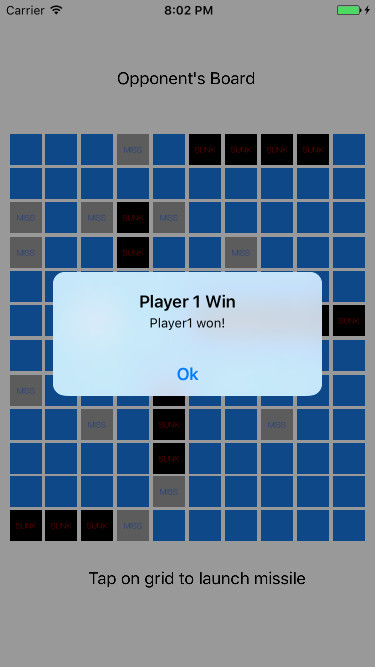 Carrier 8:02 PM
Opponent's Board
MISS SUNK SUNK SUNK SUNK
MISS MISS SUNK MISS
MISS SUNK MISS
Player 1 Win
Player1 won!
SUNK
Ok
MISS
MISS SUNK MISS
SUNK
MISS
SUNK SUNK SUNK MISS
Tap on grid to launch missile